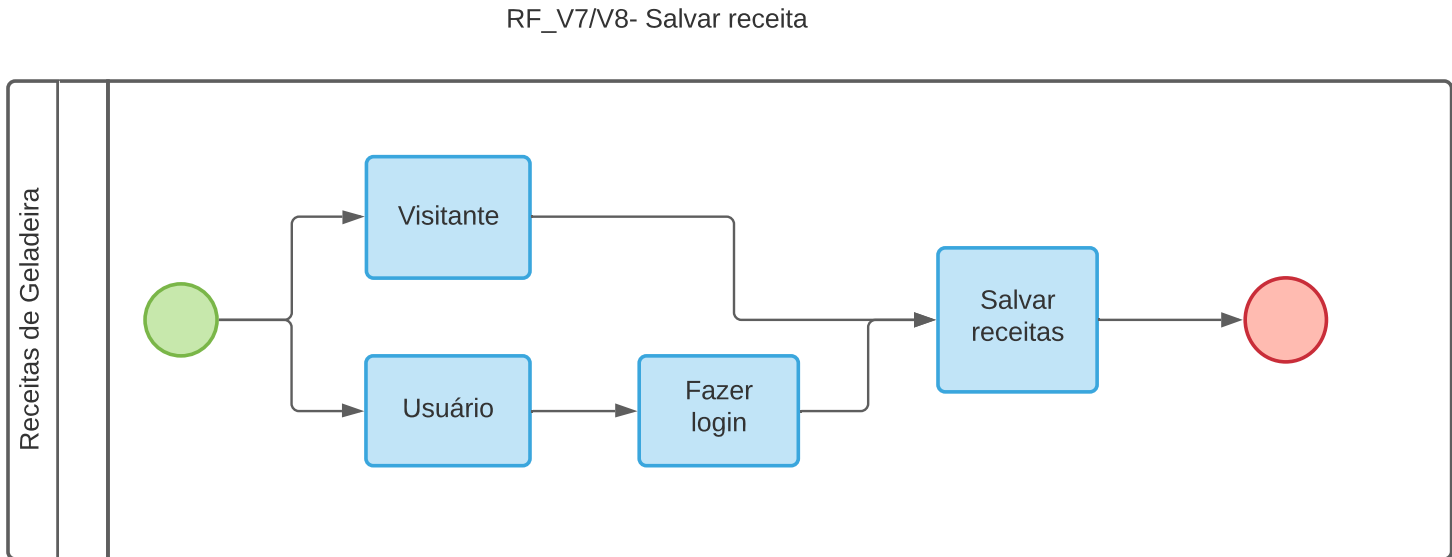 RF_V7/V8- Salvar receita
Receitas de Geladeira
Visitante
Usuário
Fazer
login
Salvar
receitas